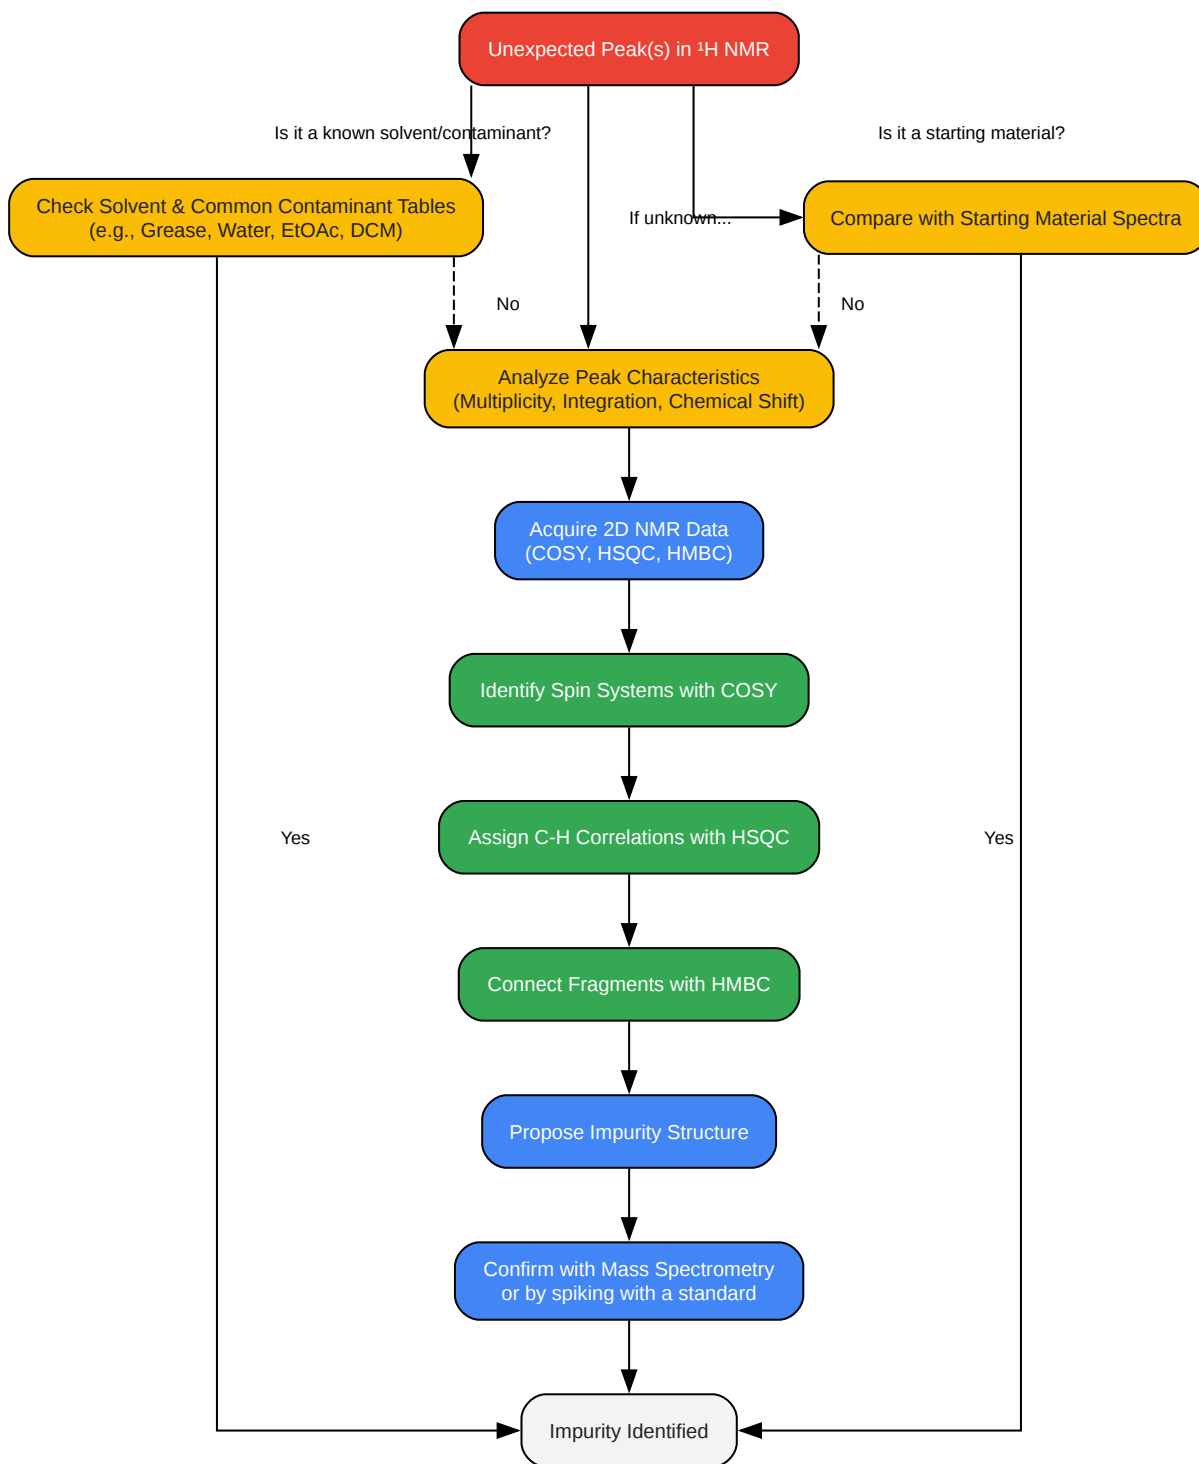 Unexpected Peak(s) in ¹H NMR
Is it a known solvent/contaminant?
Is it a starting material?
Check Solvent & Common Contaminant Tables
(e.g., Grease, Water, EtOAc, DCM)
If unknown...
Compare with Starting Material Spectra
No
No
Analyze Peak Characteristics
(Multiplicity, Integration, Chemical Shift)
Acquire 2D NMR Data
(COSY, HSQC, HMBC)
Identify Spin Systems with COSY
Yes
Assign C-H Correlations with HSQC
Yes
Connect Fragments with HMBC
Propose Impurity Structure
Confirm with Mass Spectrometry
or by spiking with a standard
Impurity Identified